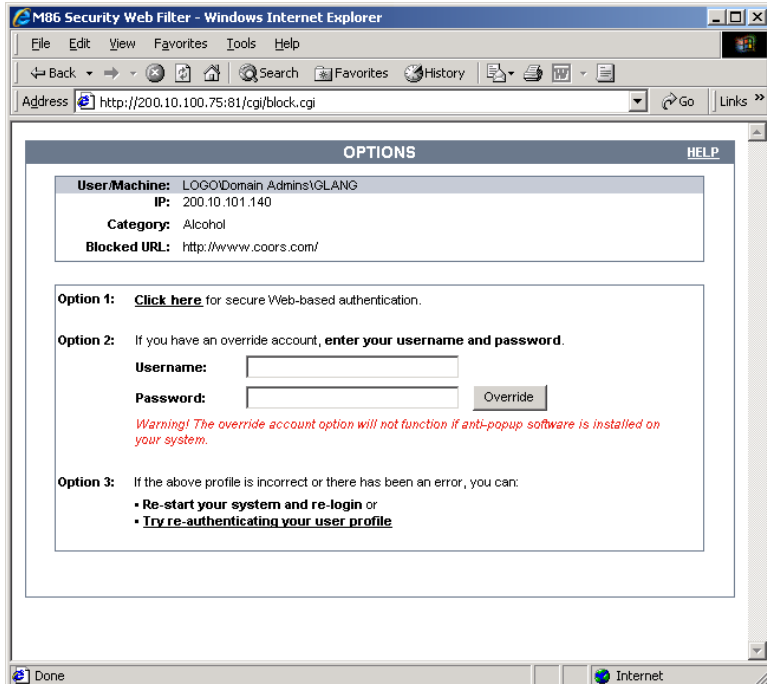 M86 Security Web Filter - Windows Internet Explorer
File Edit View Favorites Tools Help
Back Search Favorites History
Address http://200.10.100.75:81/cgi/block.cgi Go Links »
OPTIONS HELP
User/Machine: LOGO\Domain Admins\GLANG
IP: 200.10.101.140
Category: Alcohol
Blocked URL: http://www.coors.com/
Option 1: Click here for secure Web-based authentication.
Option 2: If you have an override account, enter your username and password.
Username:
Password: Override
Warning! The override account option will not function if anti-popup software is installed on
your system.
Option 3: If the above profile is incorrect or there has been an error, you can:
▪ Re-start your system and re-login or
▪ Try re-authenticating your user profile
Done Internet